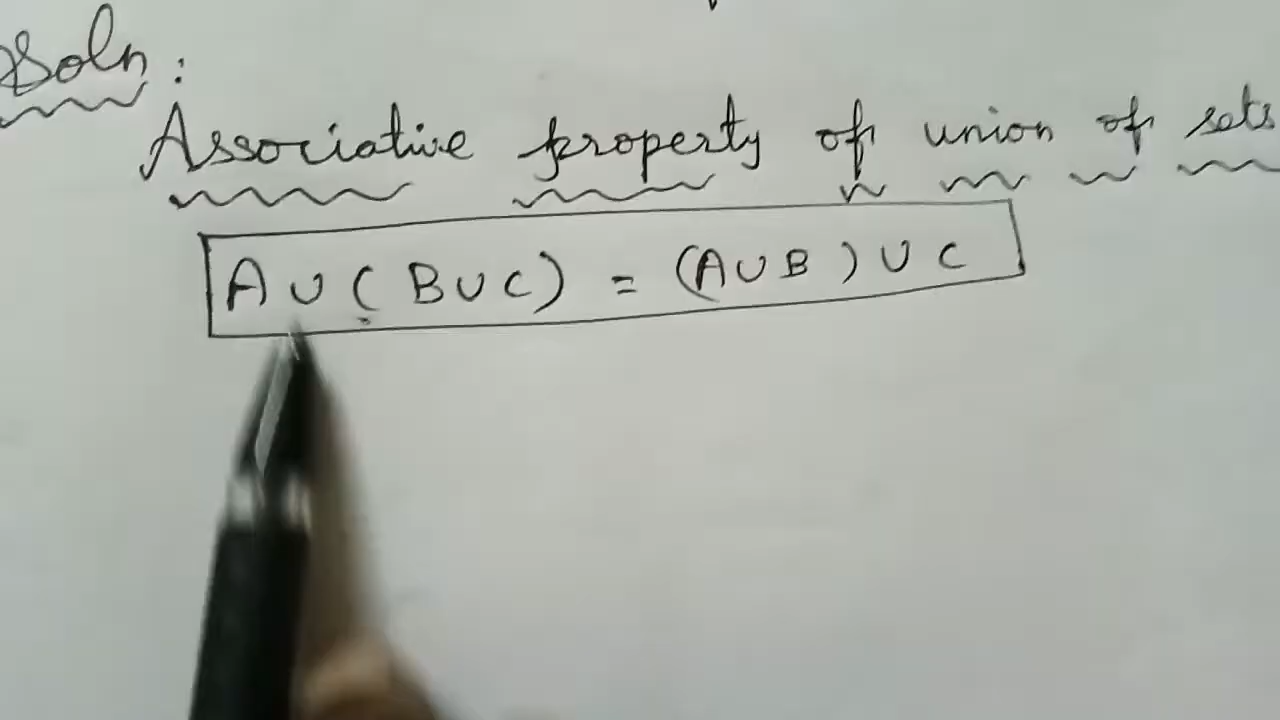 Soln :
Associative property of union of sets
A ∪ ( B ∪ C ) = ( A ∪ B ) ∪ C